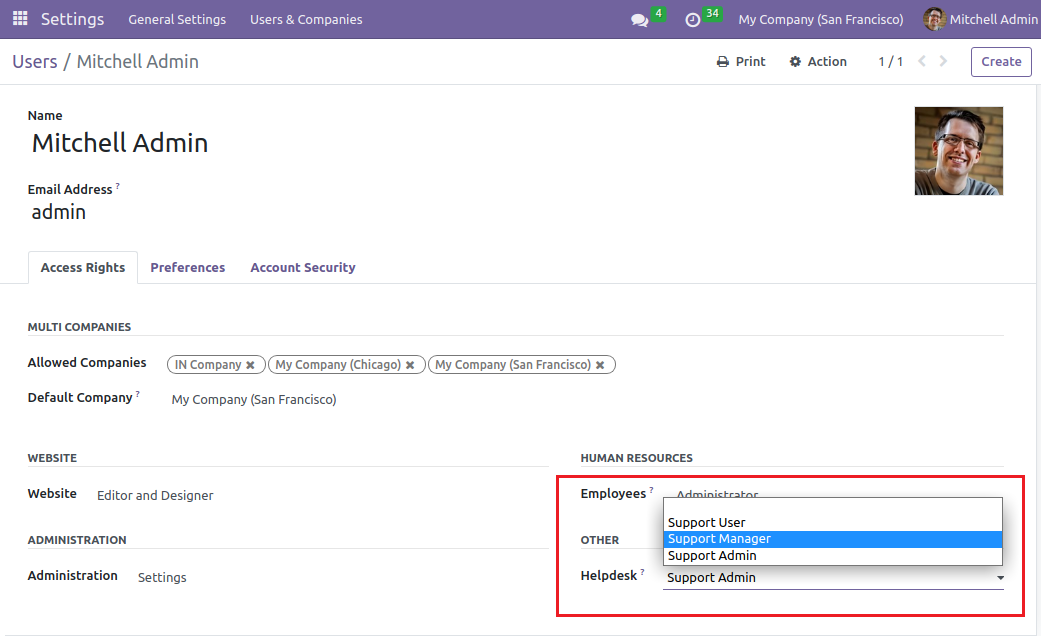 Settings General Settings Users & Companies 4 34 My Company (San Francisco) Mitchell Admin
Users / Mitchell Admin Print Action 1 / 1 Create
Name
Mitchell Admin
Email Address ?
admin
Access Rights Preferences Account Security
MULTI COMPANIES
Allowed Companies IN Company ✖ My Company (Chicago) ✖ My Company (San Francisco) ✖
Default Company ? My Company (San Francisco)
WEBSITE HUMAN RESOURCES
Website Editor and Designer Employees ? Administrator
Support User
ADMINISTRATION OTHER Support Manager
Support Admin
Administration Settings Helpdesk ? Support Admin